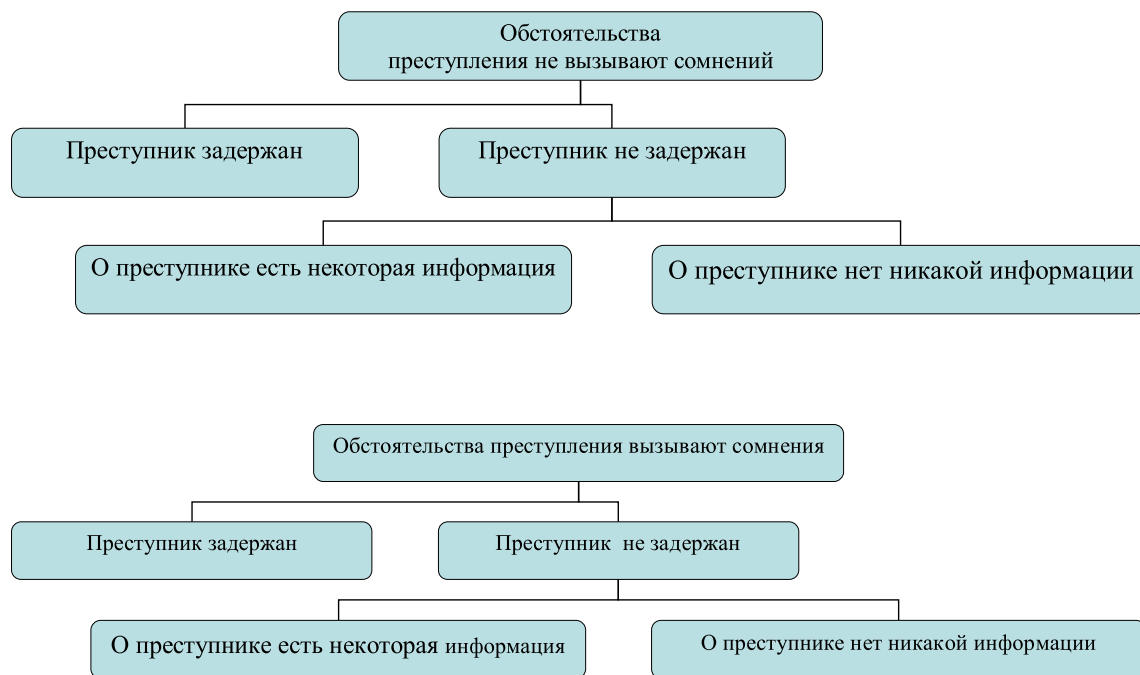 Обстоятельства
преступления не вызывают сомнений
Преступник задержан
Преступник не задержан
О преступнике есть некоторая информация
О преступнике нет никакой информации
Обстоятельства преступления вызывают сомнения
Преступник задержан
Преступник не задержан
О преступнике есть некоторая информация
О преступнике нет никакой информации